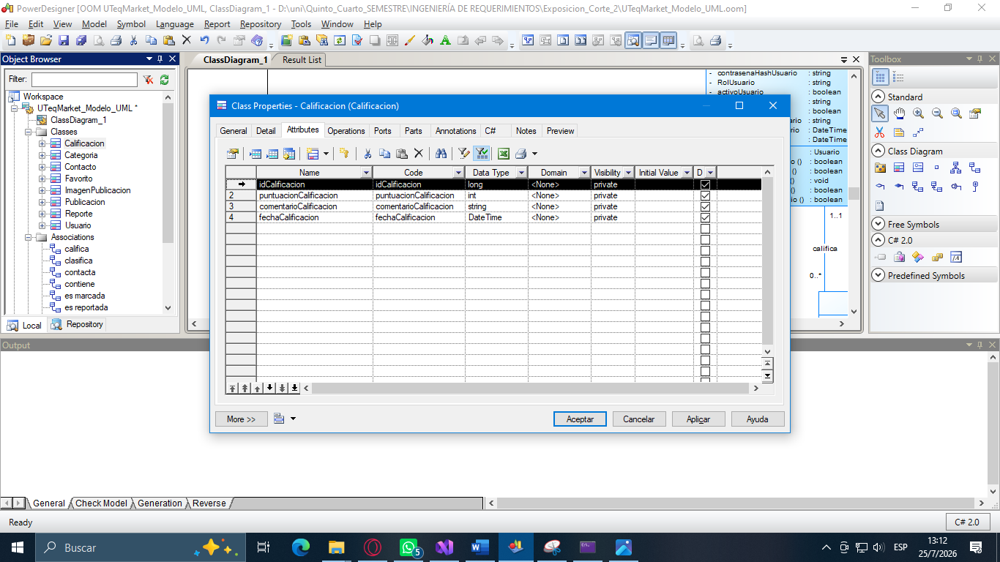 PowerDesigner [OOM UTeqMarket_Modelo_UML, ClassDiagram_1 - D:\uni\Quinto_Cuarto_SEMESTRE\INGENIERÍA DE REQUERIMIENTOS\Exposicion_Corte_2\UTeqMarket_Modelo_UML.oom]
File Edit View Model Symbol Language Report Repository Tools Window Help
Object Browser
Filter:
Workspace
UTeqMarket_Modelo_UML *
ClassDiagram_1
Classes
Calificacion
Categoria
Contacto
Favorito
ImagenPublicacion
Publicacion
Reporte
Usuario
Associations
califica
clasifica
contacta
contiene
es marcada
es reportada
Local Repository
ClassDiagram_1 Result List
- contrasenaHashUsuario : string
- RolUsuario : string
- activoUsuario : boolean
: string
: boolean
ario : string
: DateTime
: DateTime
: Usuario
o () : boolean
() : boolean
() : void
() : boolean
io () : boolean
1..1
califica
0..*
Class Properties - Calificacion (Calificacion)
General Detail Attributes Operations Ports Parts Annotations C# Notes Preview
Name Code Data Type Domain Visibility Initial Value D
idCalificacion idCalificacion long <None> private
2 puntuacionCalificacion puntuacionCalificacion int <None> private
3 comentarioCalificacion comentarioCalificacion string <None> private
4 fechaCalificacion fechaCalificacion DateTime <None> private
More >> Aceptar Cancelar Aplicar Ayuda
Toolbox
Standard
Class Diagram
Free Symbols
C# 2.0
Predefined Symbols
Output
General Check Model Generation Reverse
Ready
C# 2.0
Buscar
5
ESP
13:12
25/7/2026